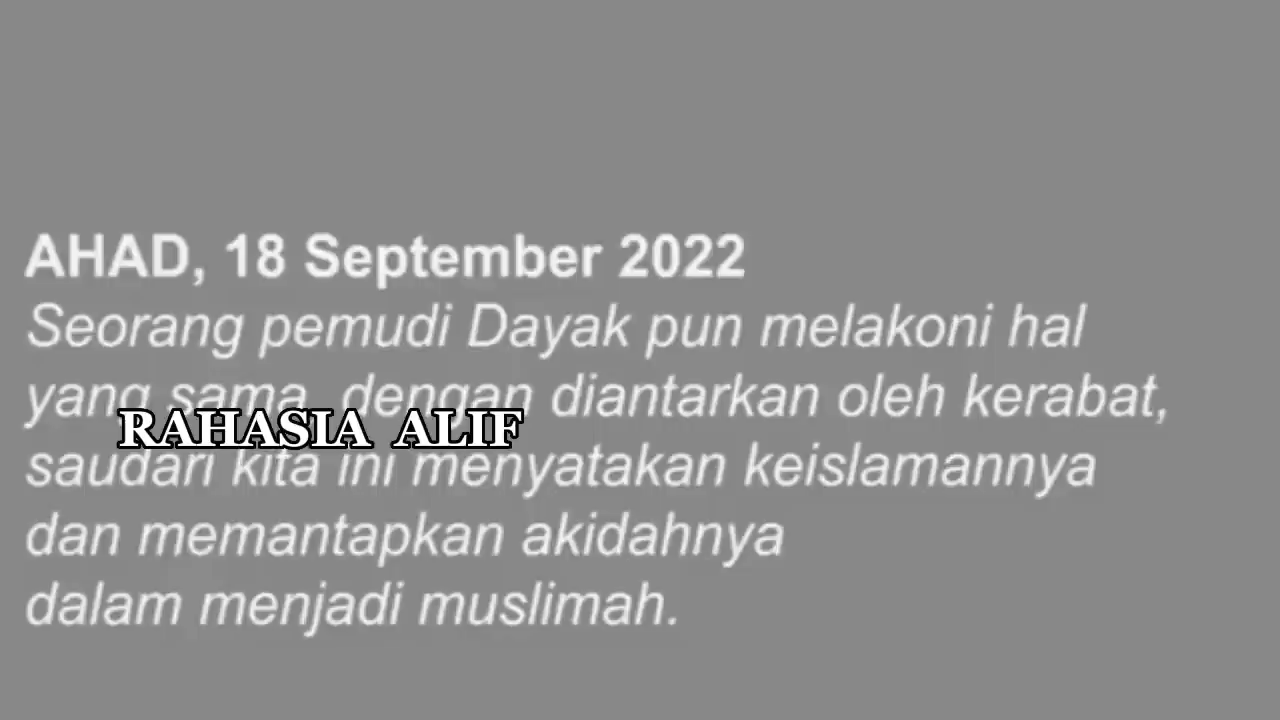 AHAD, 18 September 2022
Seorang pemudi Dayak pun melakoni hal
yang sama, dengan diantarkan oleh kerabat,
RAHASIA ALIF
saudari kita ini menyatakan keislamannya
dan memantapkan akidahnya
dalam menjadi muslimah.